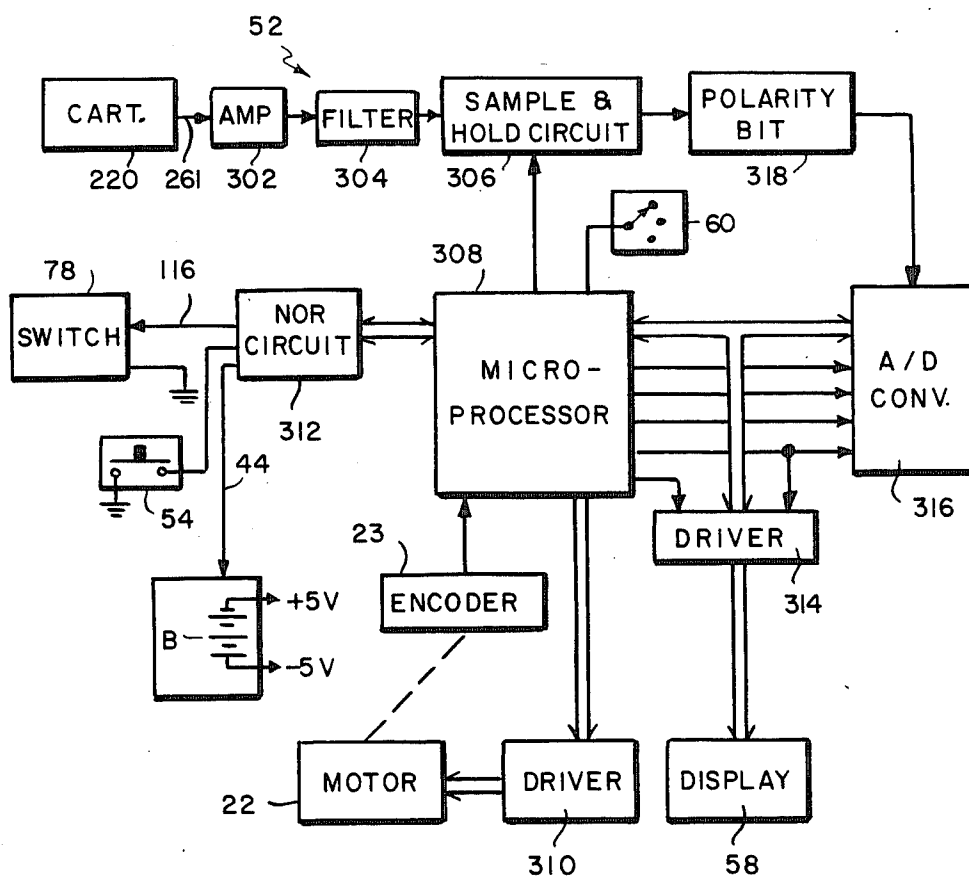 52
CART.
AMP
FILTER
SAMPLE &
HOLD CIRCUIT
POLARITY
BIT
220
261
302
304
306
318
60
308
78
116
SWITCH
NOR
CIRCUIT
MICRO-
PROCESSOR
A/D
CONV.
312
316
54
44
23
DRIVER
314
ENCODER
B
+5V
-5V
MOTOR
DRIVER
DISPLAY
22
310
58